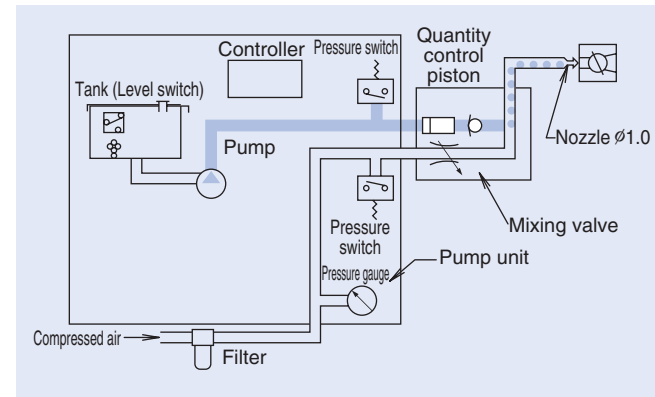 Controller
Pressure switch
Quantity
control
piston
Tank (Level switch)
Pump
Nozzle ⌀1.0
Pressure
switch
Mixing valve
Pump unit
Pressure gauge
Compressed air
Filter